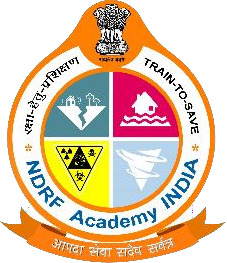 रक्षा-हेतु-प्रशिक्षण
TRAIN-TO-SAVE
NDRF Academy INDIA
आपदा सेवा सदैव सर्वत्र